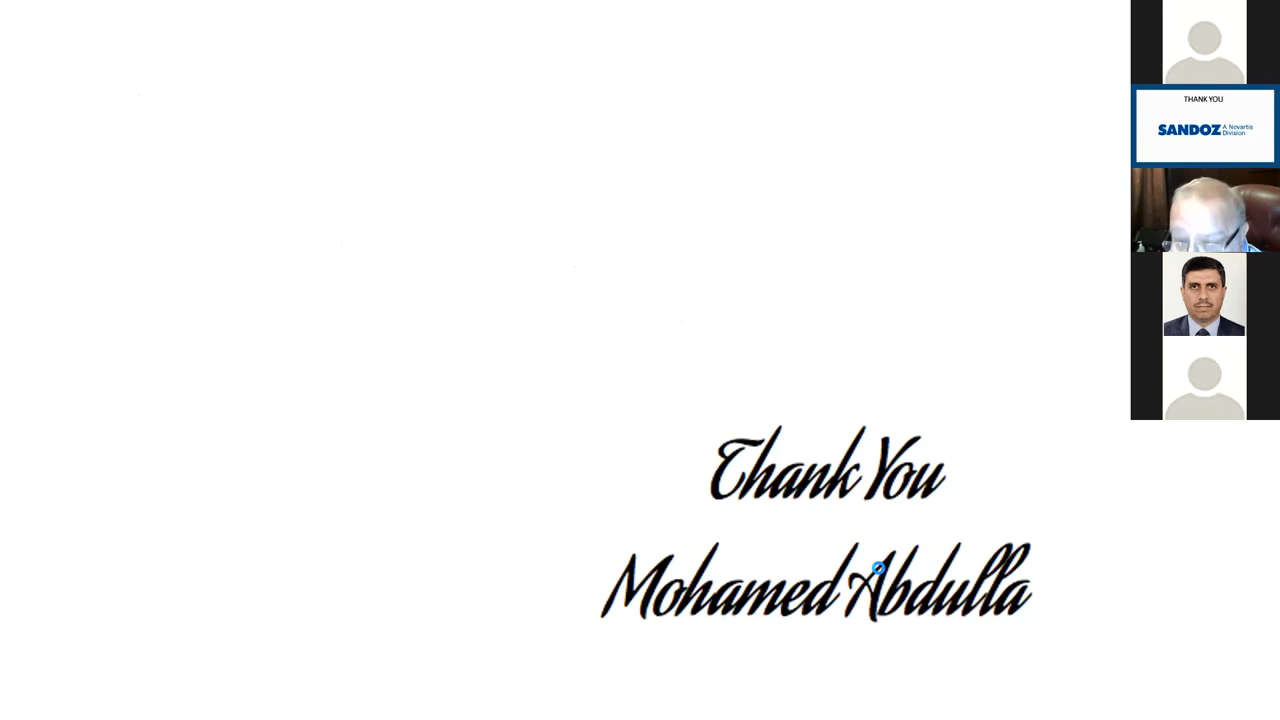 THANK YOU
SANDOZ A Novartis
Division
Thank You
Mohamed Abdulla